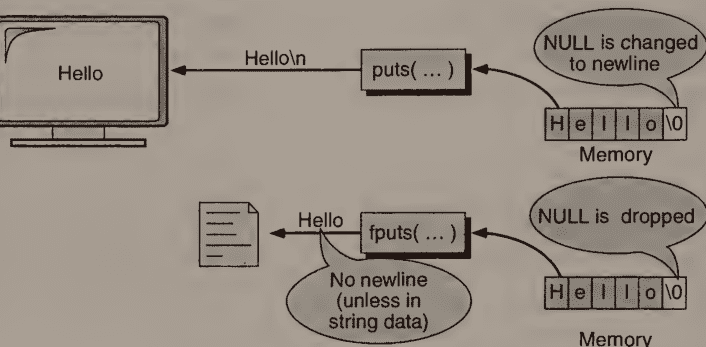 Hello
Hello\n
puts( ... )
NULL is changed
to newline
H e l l o \0
Memory
Hello
fputs( ... )
NULL is dropped
No newline
(unless in
string data)
H e l l o \0
Memory